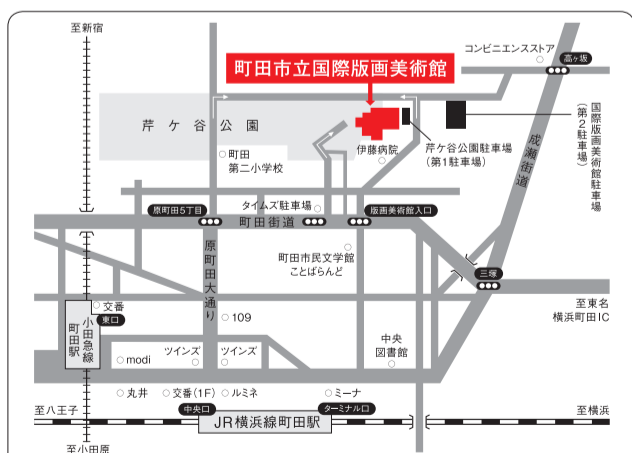 至新宿
コンビニエンスストア
高ヶ坂
町田市立国際版画美術館
芹ケ谷公園
町田
第二小学校
伊藤病院
芹ケ谷公園駐車場
(第1駐車場)
国際版画美術館駐車場
(第2駐車場)
成瀬街道
タイムズ駐車場
原町田5丁目
町田街道
版画美術館入口
原町田大通り
町田市民文学館
ことばらんど
三塚
至東名
横浜町田IC
交番
東口
小田急線
町田駅
109
中央
図書館
modi
ツインズ
ツインズ
丸井
交番(1F)
ルミネ
ミーナ
至八王子
中央口
ターミナル口
至横浜
JR横浜線町田駅
至小田原